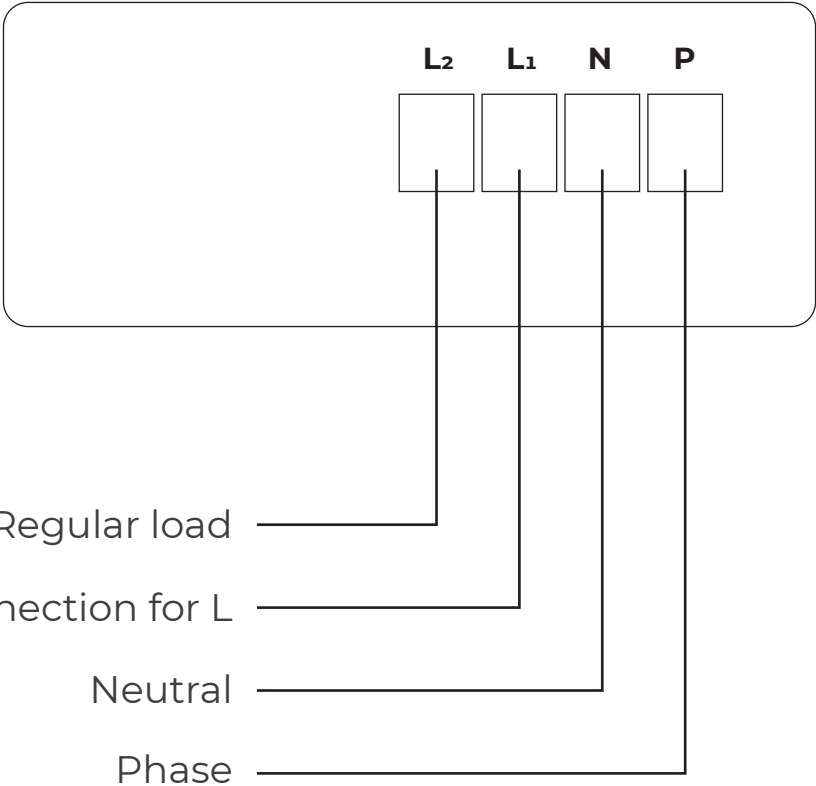 L₂ L₁ N P
Regular load
nection for L
Neutral
Phase